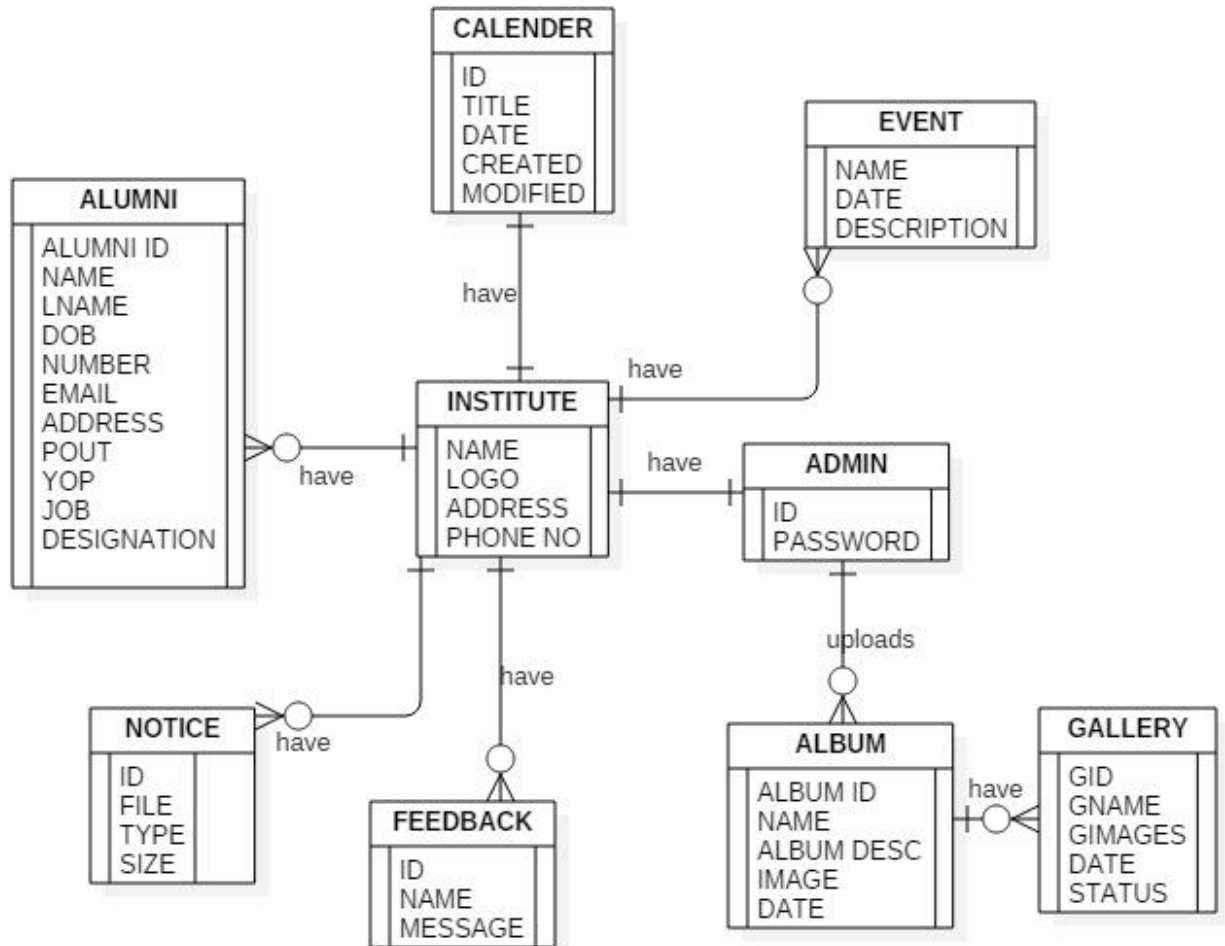 CALENDER
ID
TITLE
DATE
CREATED
MODIFIED
EVENT
NAME
DATE
DESCRIPTION
ALUMNI
ALUMNI ID
NAME
LNAME
DOB
NUMBER
EMAIL
ADDRESS
POUT
YOP
JOB
DESIGNATION
have
have
have
INSTITUTE
NAME
LOGO
ADDRESS
PHONE NO
have
ADMIN
ID
PASSWORD
uploads
have
have
NOTICE
ID
FILE
TYPE
SIZE
FEEDBACK
ID
NAME
MESSAGE
ALBUM
ALBUM ID
NAME
ALBUM DESC
IMAGE
DATE
have
GALLERY
GID
GNAME
GIMAGES
DATE
STATUS